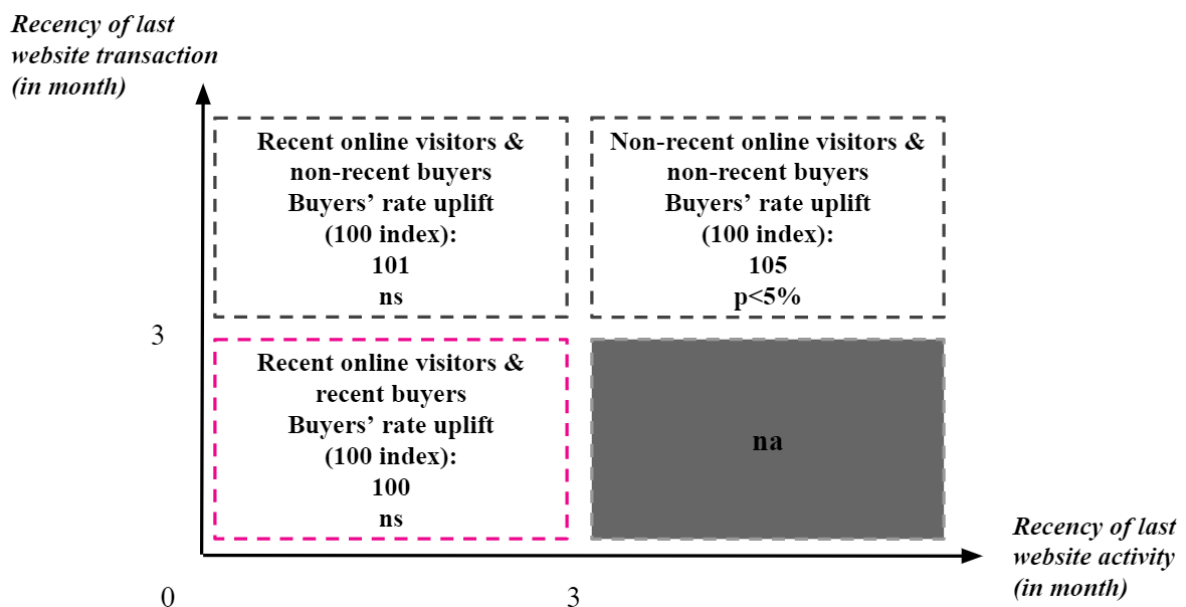 Recency of last
website transaction
(in month)
Recent online visitors &
non-recent buyers
Buyers’ rate uplift
(100 index):
101
ns
Non-recent online visitors &
non-recent buyers
Buyers’ rate uplift
(100 index):
105
p<5%
3
Recent online visitors &
recent buyers
Buyers’ rate uplift
(100 index):
100
ns
na
Recency of last
website activity
(in month)
0
3